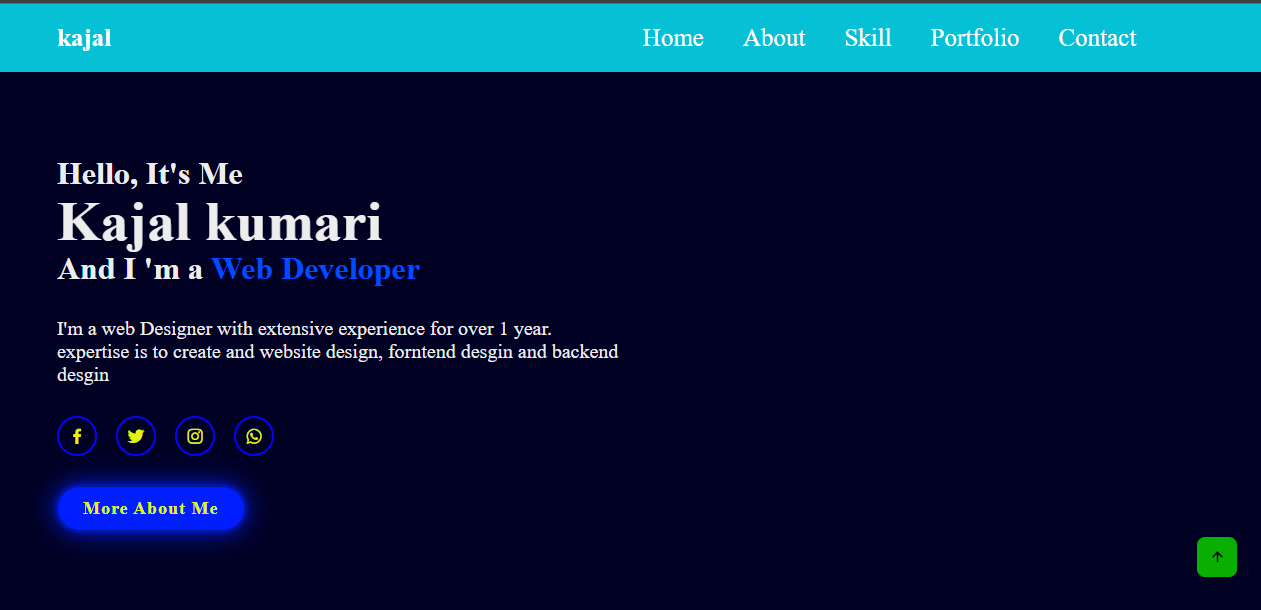 kajal
Home About Skill Portfolio Contact
Hello, It's Me
Kajal kumari
And I 'm a Web Developer
I'm a web Designer with extensive experience for over 1 year.
expertise is to create and website design, forntend desgin and backend
desgin
More About Me